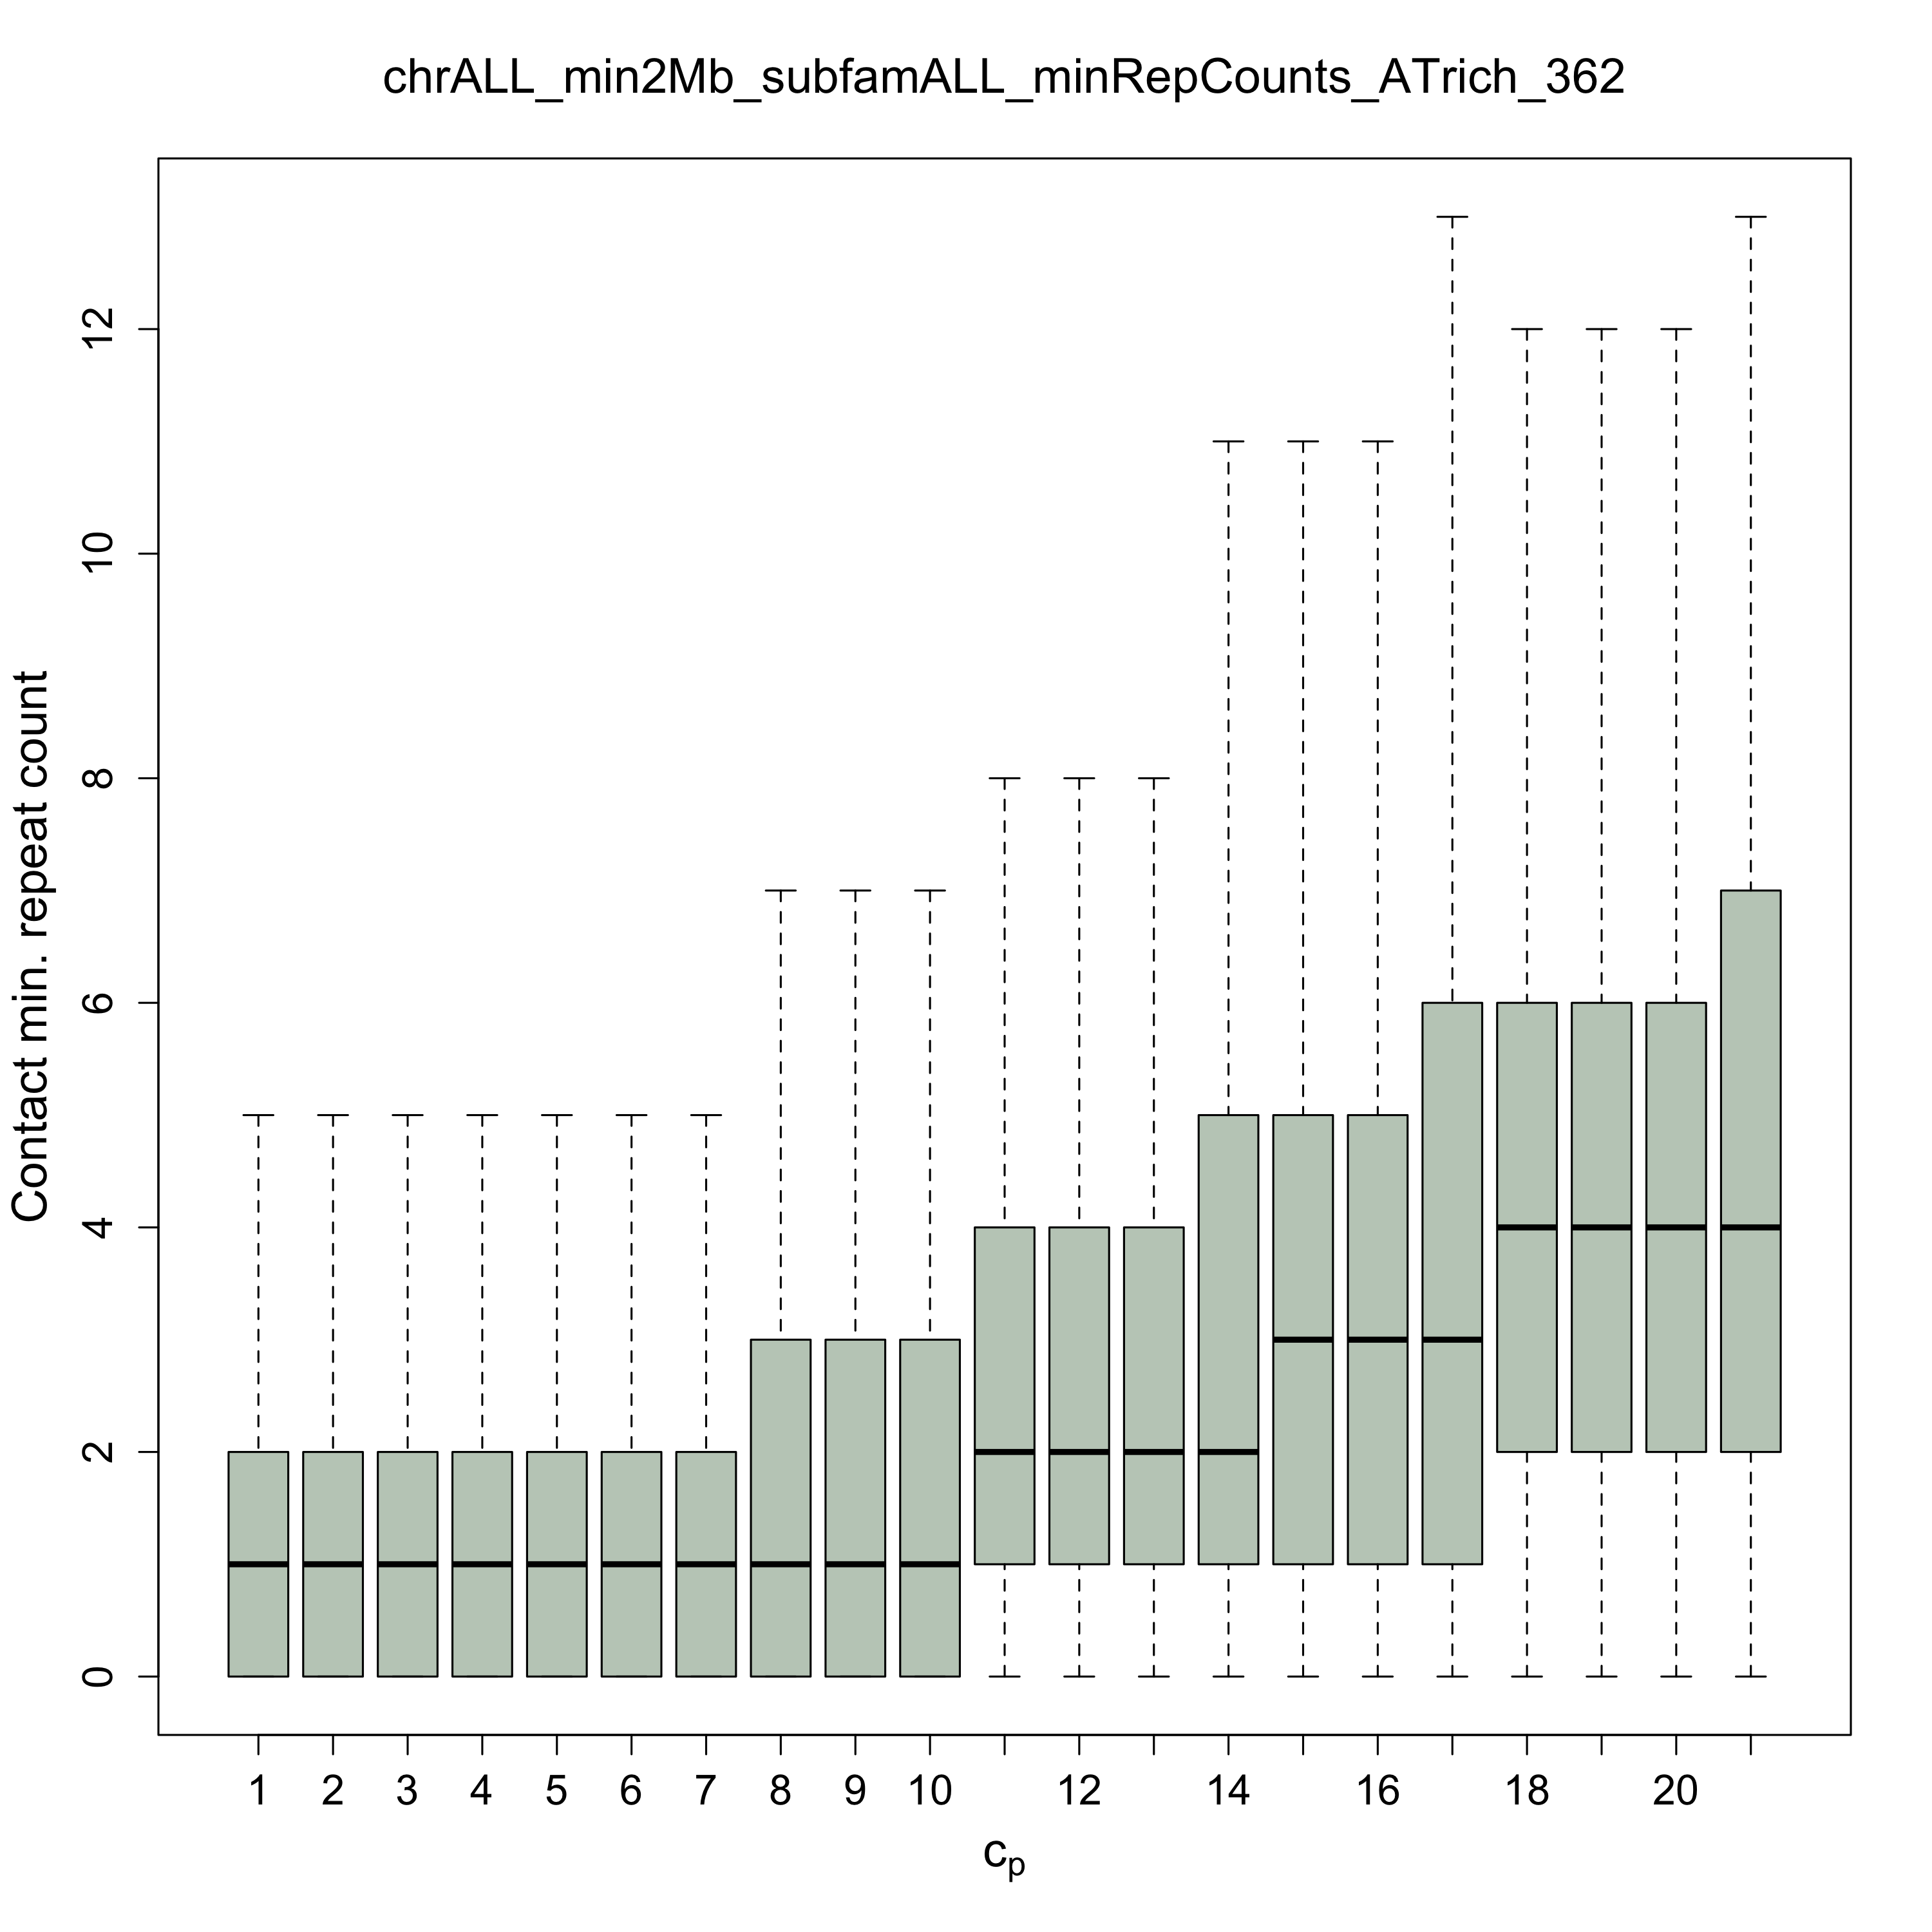 chrALL_min2Mb_subfamALL_minRepCounts_ATrich_362
Contact min. repeat count
12
10
8
6
4
2
0
1 2 3 4 5 6 7 8 9 10 12 14 16 18 20
cp